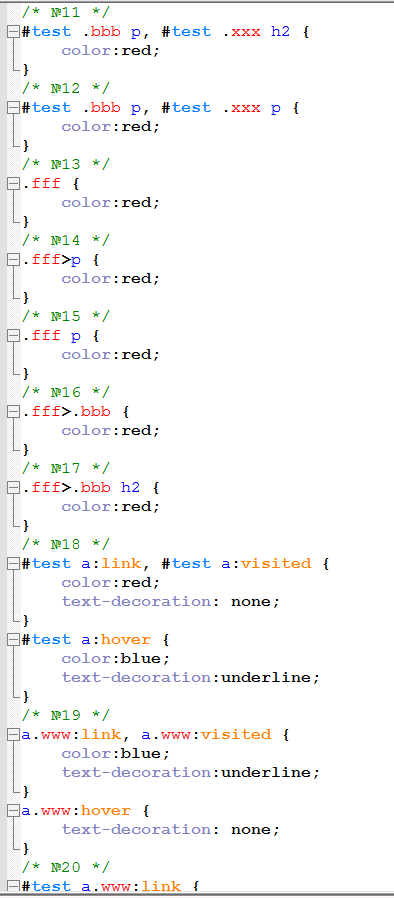 /* №11 */
#test .bbb p, #test .xxx h2 {
    color:red;
}
/* №12 */
#test .bbb p, #test .xxx p {
    color:red;
}
/* №13 */
.fff {
    color:red;
}
/* №14 */
.fff>p {
    color:red;
}
/* №15 */
.fff p {
    color:red;
}
/* №16 */
.fff>.bbb {
    color:red;
}
/* №17 */
.fff>.bbb h2 {
    color:red;
}
/* №18 */
#test a:link, #test a:visited {
    color:red;
    text-decoration: none;
}
#test a:hover {
    color:blue;
    text-decoration:underline;
}
/* №19 */
a.www:link, a.www:visited {
    color:blue;
    text-decoration:underline;
}
a.www:hover {
    text-decoration: none;
}
/* №20 */
#test a.www:link {